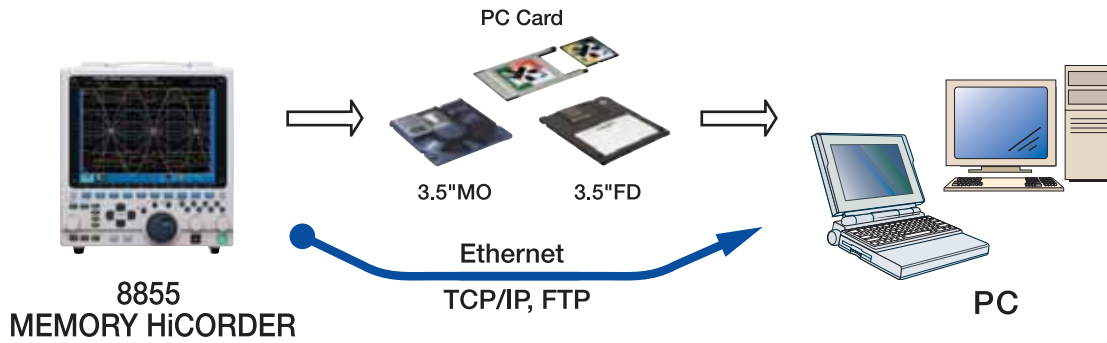 PC Card
3.5"MO
3.5"FD
Ethernet
TCP/IP, FTP
8855
MEMORY HiCORDER
PC